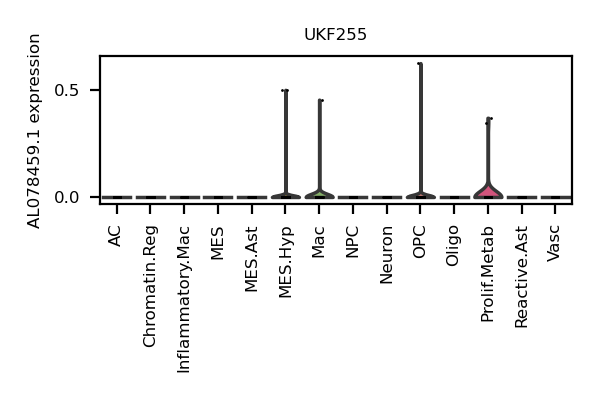 UKF255
AL078459.1 expression
0.5
0.0
AC
Chromatin.Reg
Inflammatory.Mac
MES
MES.Ast
MES.Hyp
Mac
NPC
Neuron
OPC
Oligo
Prolif.Metab
Reactive.Ast
Vasc